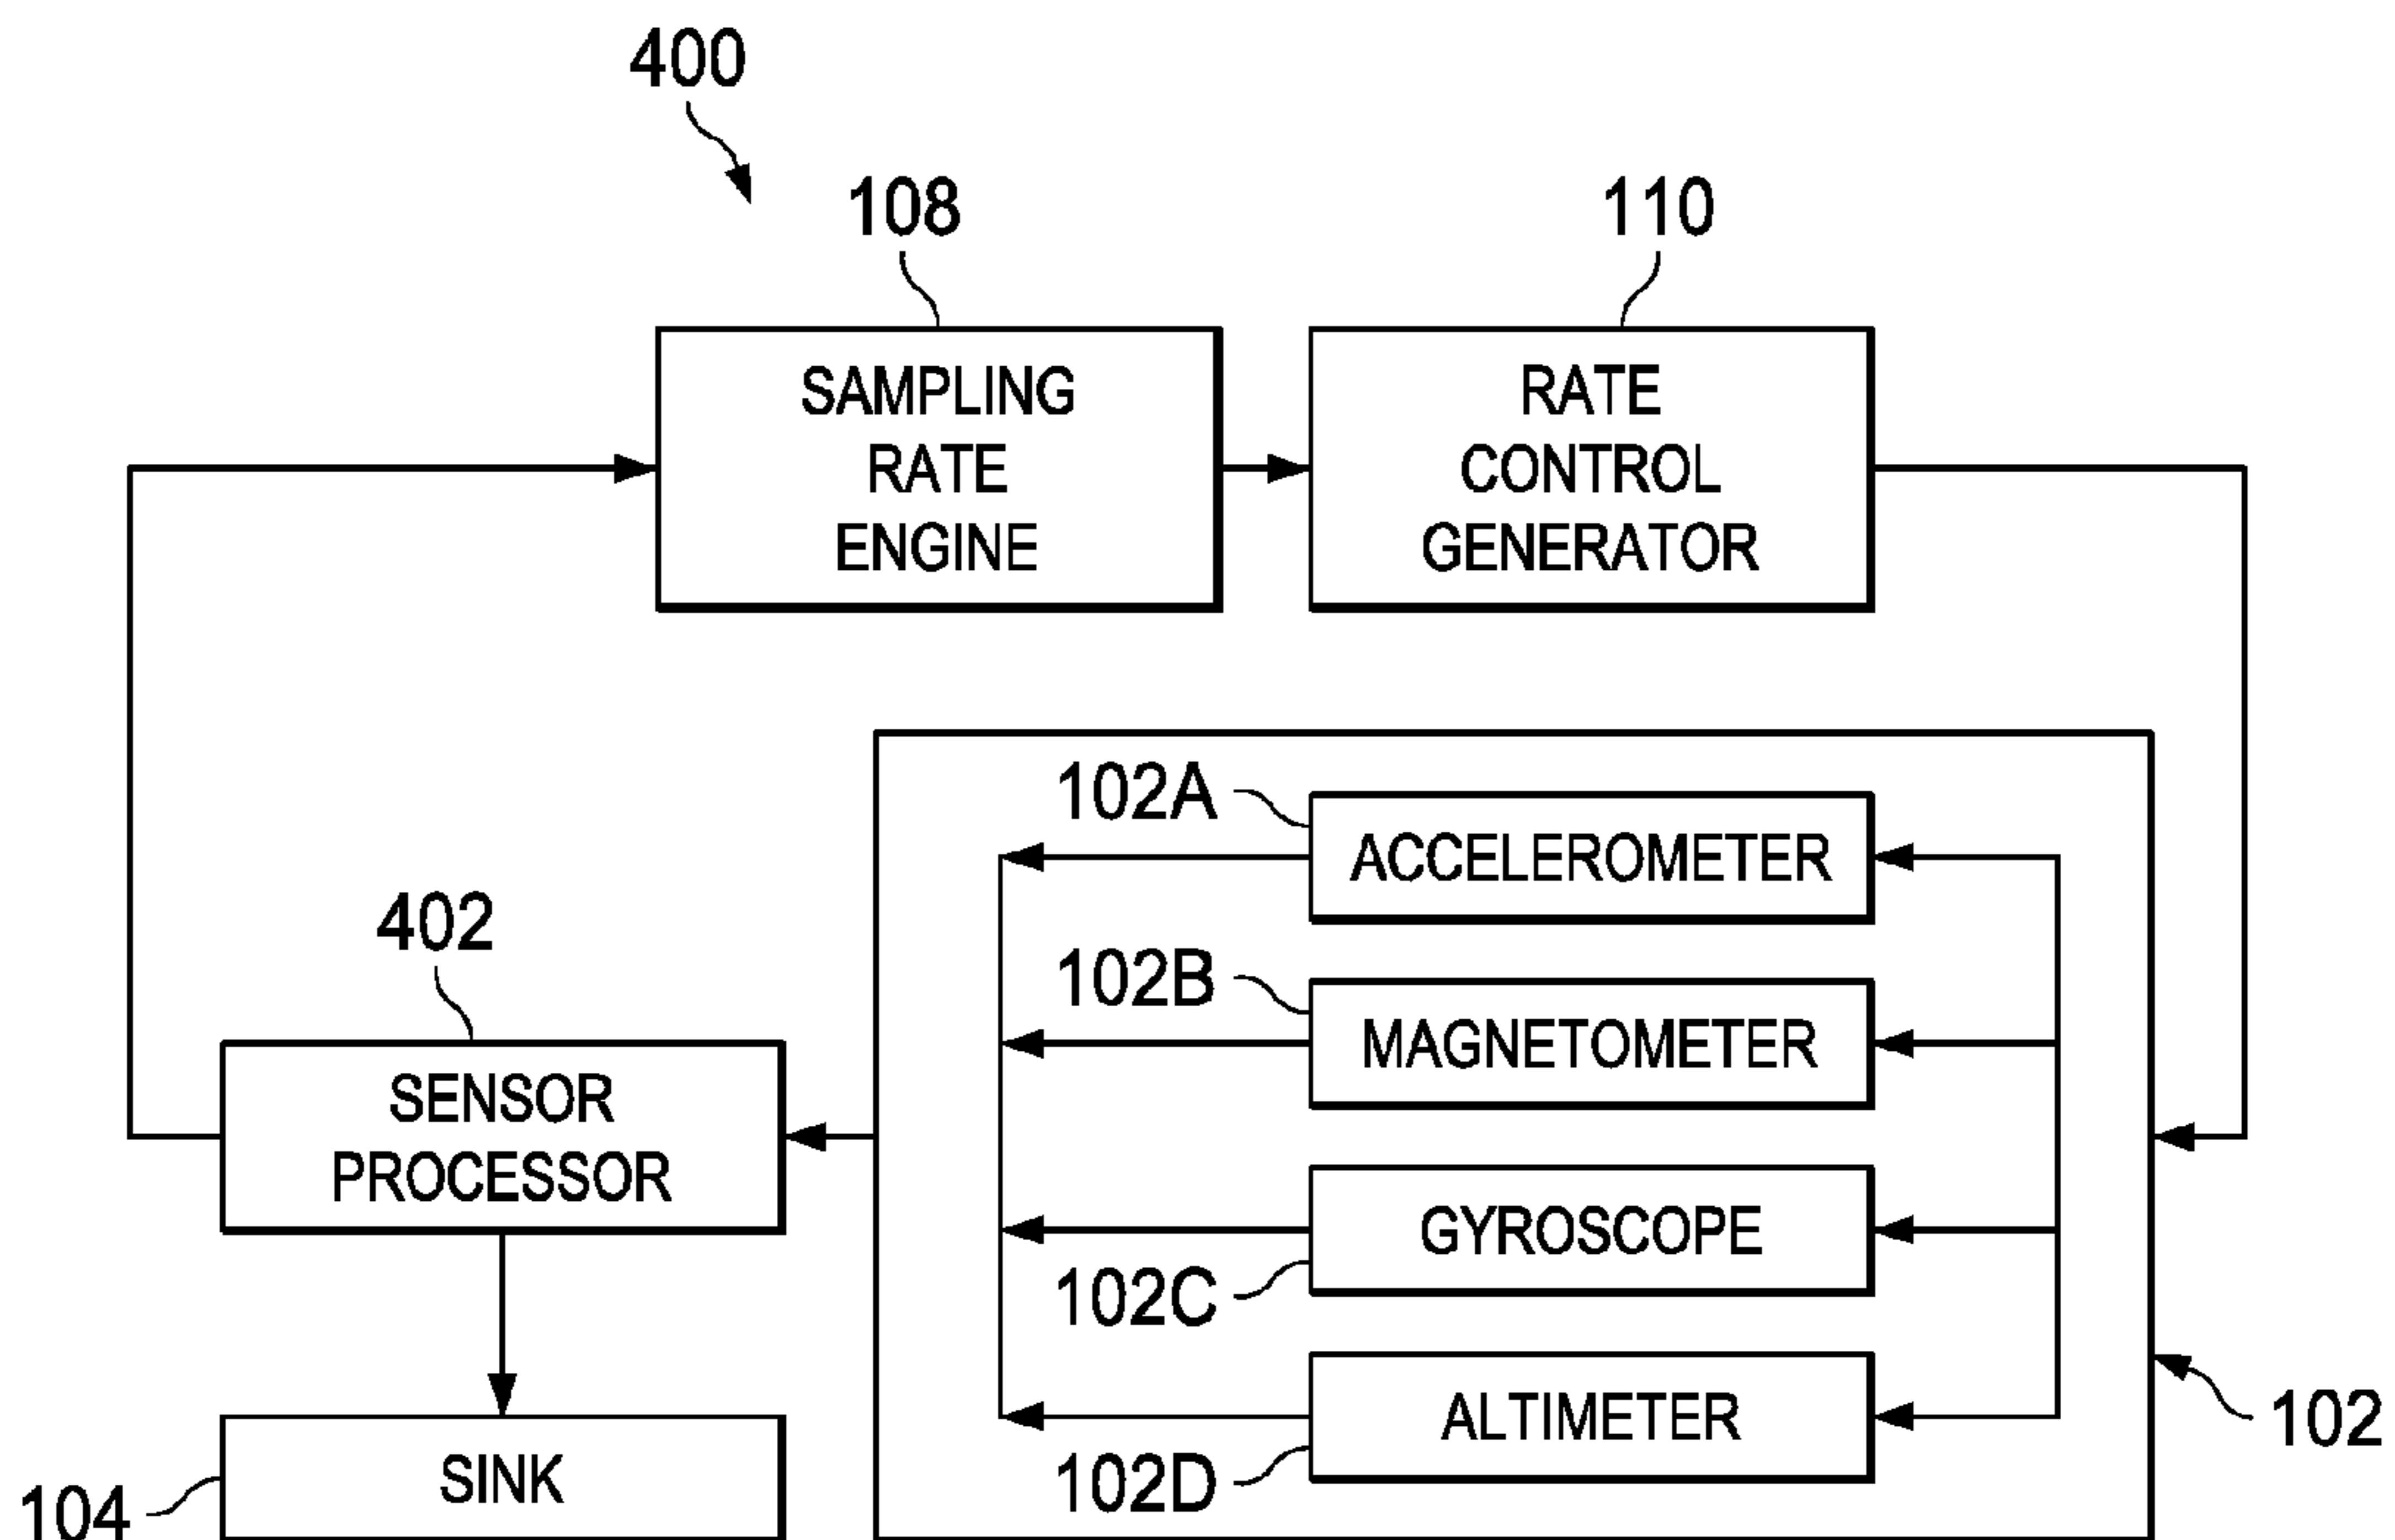 400
108
110
SAMPLING
RATE
ENGINE
RATE
CONTROL
GENERATOR
102A
ACCELEROMETER
402
102B
MAGNETOMETER
SENSOR
PROCESSOR
GYROSCOPE
102C
ALTIMETER
102
102D
SINK
104